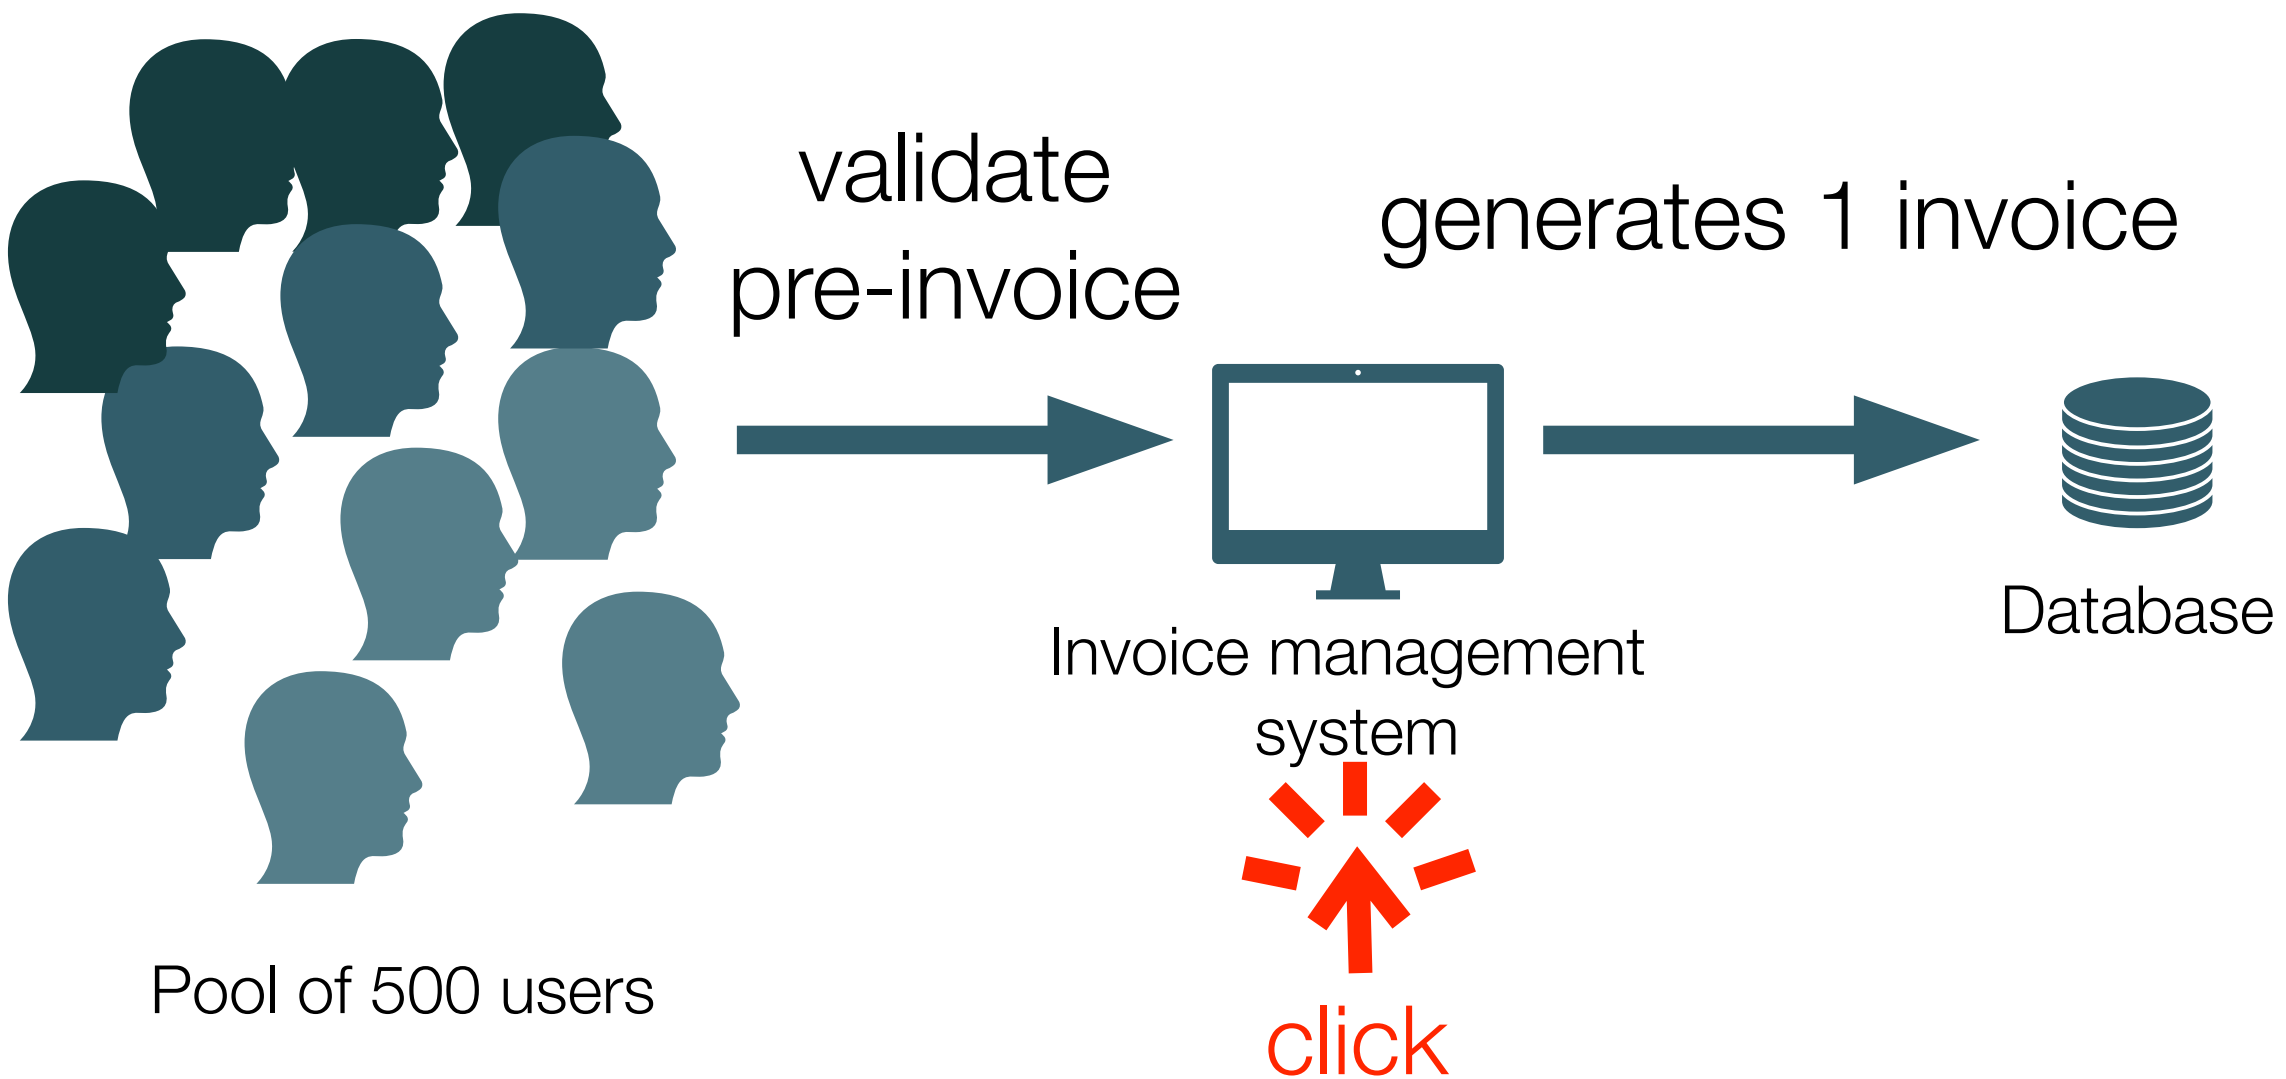 validate
pre-invoice
generates 1 invoice
Invoice management
system
Database
Pool of 500 users
click